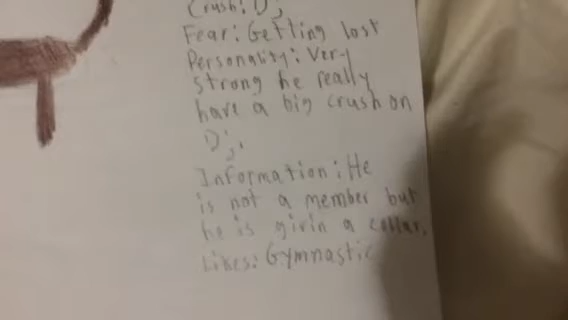 Crush: D;
Fear: Getting lost
Personality: Very
strong he really
have a big crush on
D;,
Information: He
is not a member but
he is givin a collar.
Likes: Gymnastic